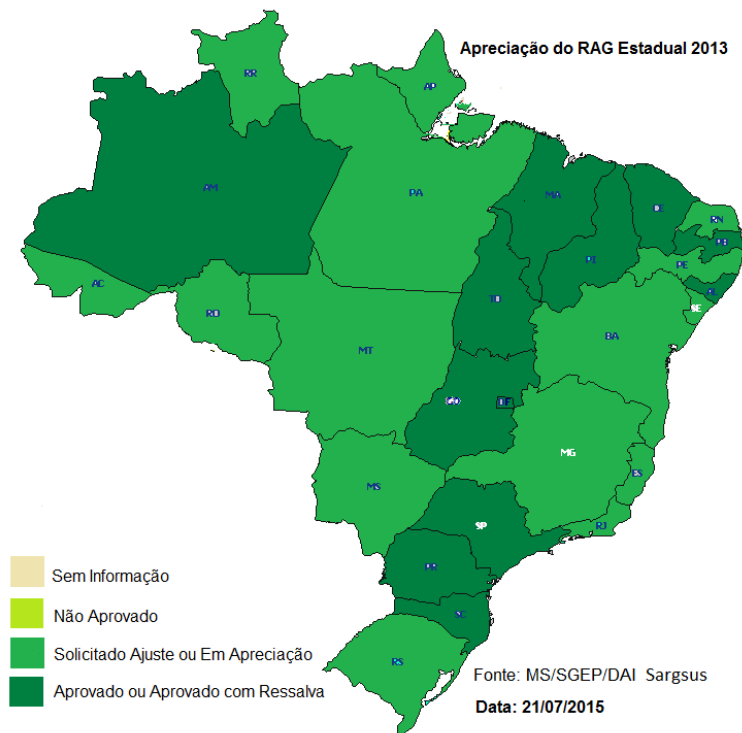 Apreciação do RAG Estadual 2013
RR
AP
AM
PA
MA
CE
RN
PB
PI
PE
AC
TO
AL
RO
SE
BA
MT
GO
DF
MG
ES
MS
SP
RJ
PR
Sem Informação
Não Aprovado
SC
Solicitado Ajuste ou Em Apreciação
RS
Fonte: MS/SGEP/DAI Sargsus
Aprovado ou Aprovado com Ressalva
Data: 21/07/2015